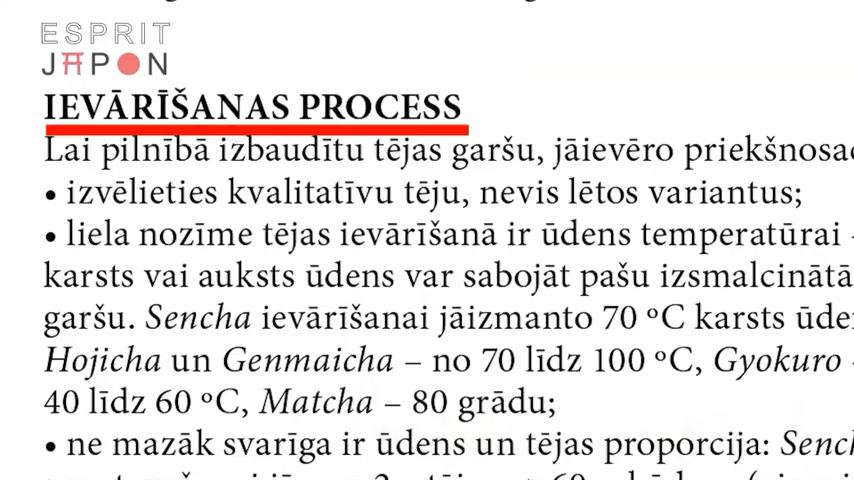 ESPRIT
JAPON
IEVĀRĪŠANAS PROCESS
Lai pilnībā izbaudītu tējas garšu, jāievēro
• izvēlieties kvalitatīvu tēju, nevis lētos variantus;
• liela nozīme tējas ievārīšanā ir ūdens temperatūrai –
karsts vai auksts ūdens var sabojāt pašu
garšu. Sencha ievārīšanai jāizmanto 70 ºC karsts
Hojicha un Genmaicha – no 70 līdz 100 ºC, Gyokuro –
40 līdz 60 ºC, Matcha – 80 grādu;
• ne mazāk svarīga ir ūdens un tējas proporcija: